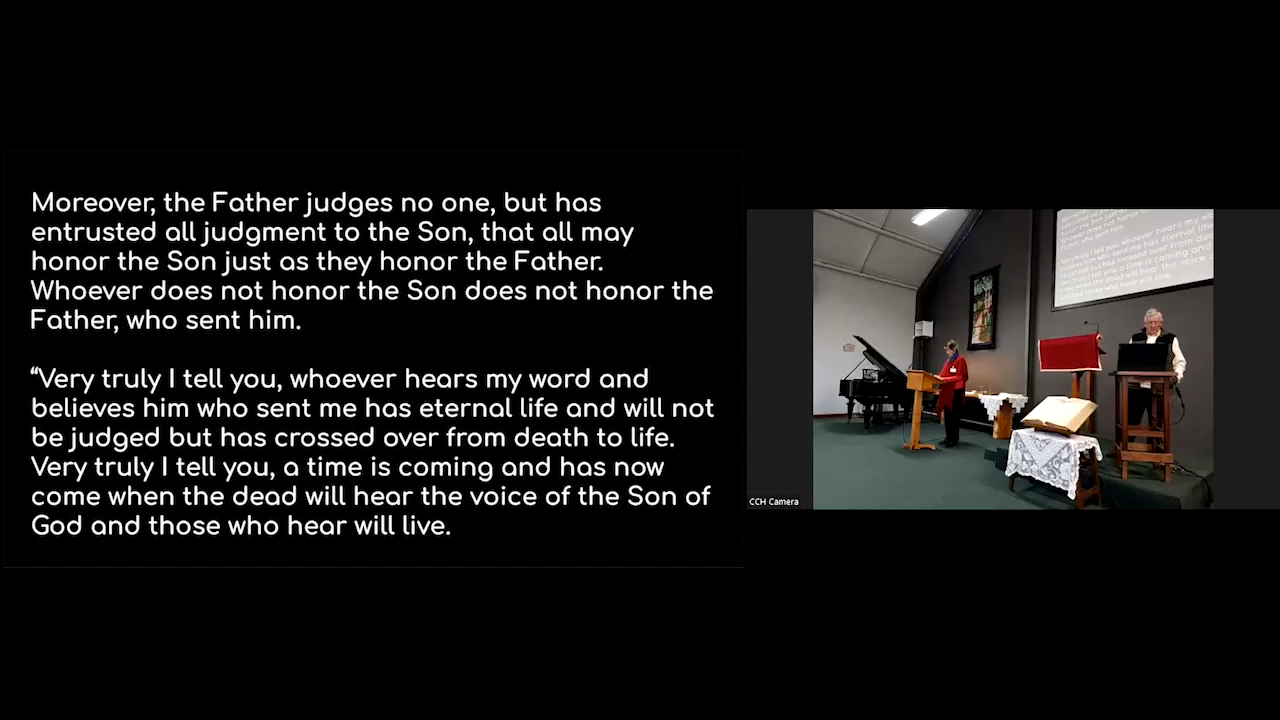 Moreover, the Father judges no one, but has
entrusted all judgment to the Son, that all may
honor the Son just as they honor the Father.
Whoever does not honor the Son does not honor the
Father, who sent him.
“Very truly I tell you, whoever hears my word and
believes him who sent me has eternal life and will not
be judged but has crossed over from death to life.
Very truly I tell you, a time is coming and has now
come when the dead will hear the voice of the Son of
God and those who hear will live.
CCH Camera